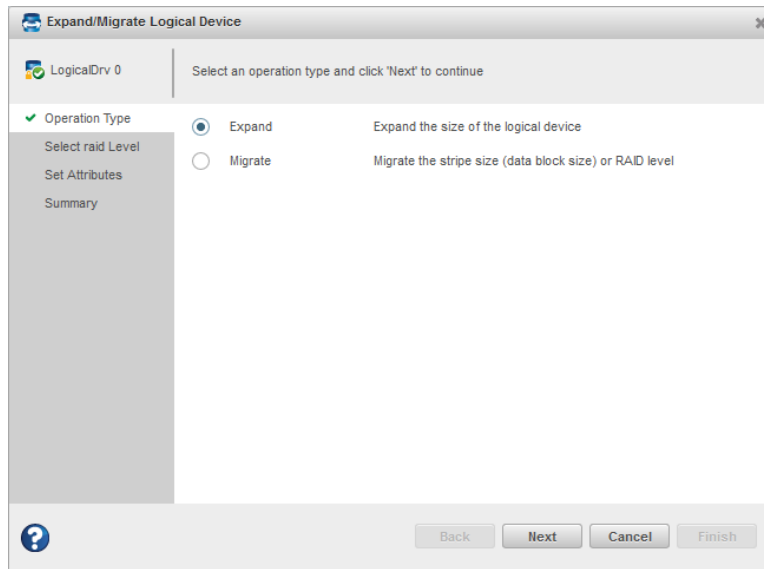 Expand/Migrate Logical Device
LogicalDrv 0
Select an operation type and click 'Next' to continue
Operation Type
Select raid Level
Set Attributes
Summary
Expand Expand the size of the logical device
Migrate Migrate the stripe size (data block size) or RAID level
? Back Next Cancel Finish